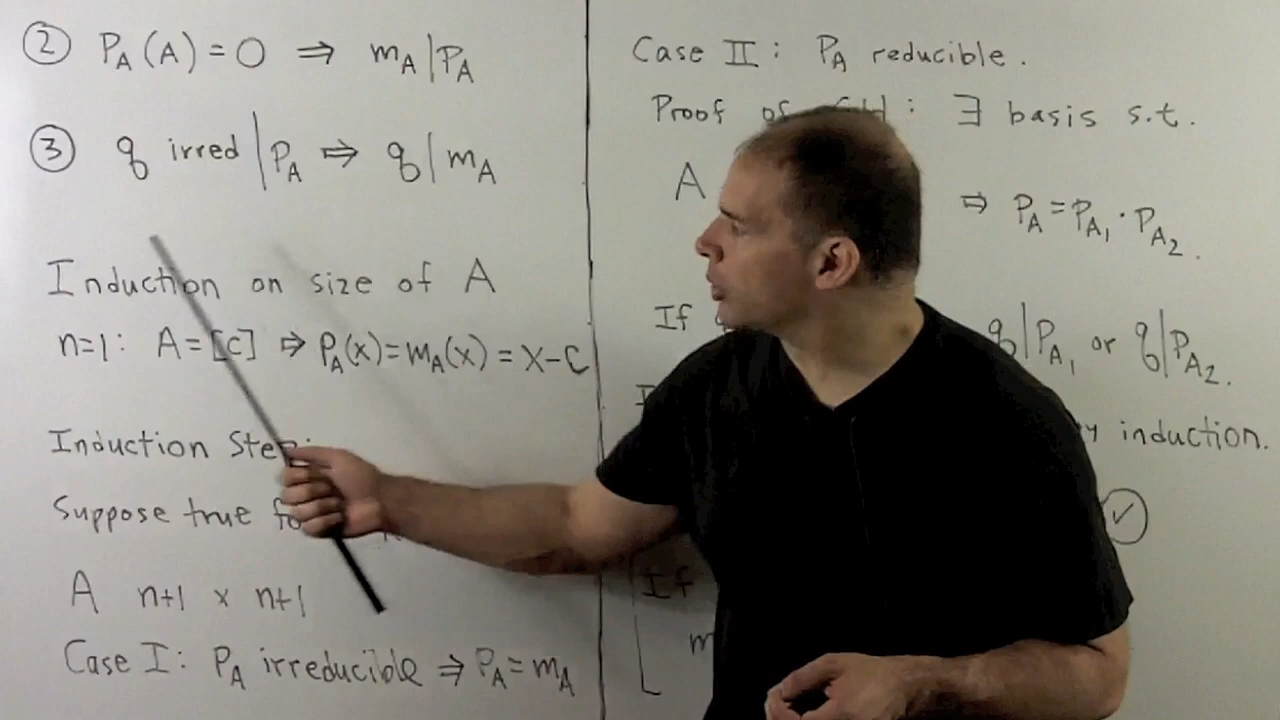 ② P_A(A) = 0 ⇒ m_A | P_A
③ q irred | P_A ⇒ q | m_A
Induction on size of A
n=1: A = [c] ⇒ P_A(x) = m_A(x) = x-c
Induction Step:
Suppose true
A n+1 x n+1
Case I: P_A irreducible ⇒ P_A = m_A
Case II: P_A reducible.
Proof of CH: ∃ basis s.t.
A ⇒ P_A = P_A₁ · P_A₂.
If q | P_A₁ or q | P_A₂.
induction.
✓
If
m